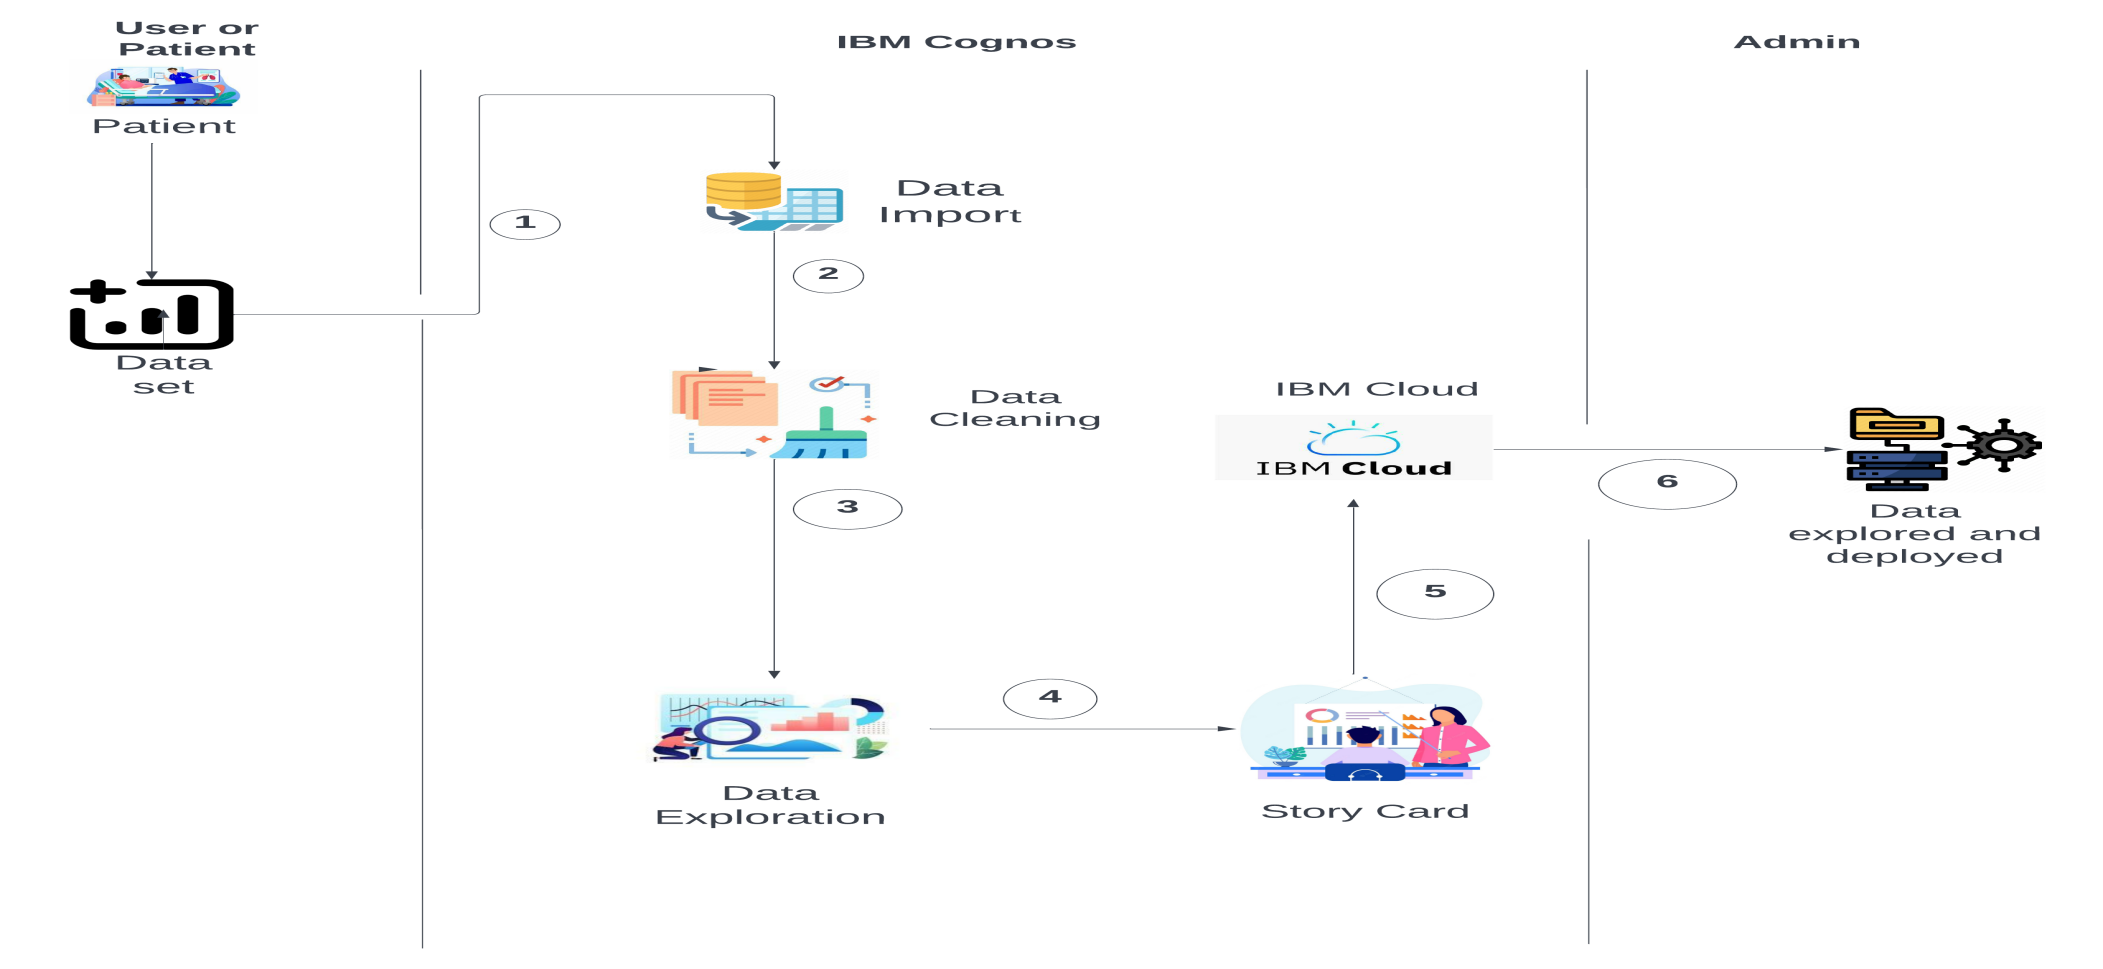 User or
Patient
IBM Cognos
Admin
Patient
Data
Import
1
2
Data
set
Data
Cleaning
IBM Cloud
IBM Cloud
3
6
Data
explored and
deployed
5
4
Data
Exploration
Story Card